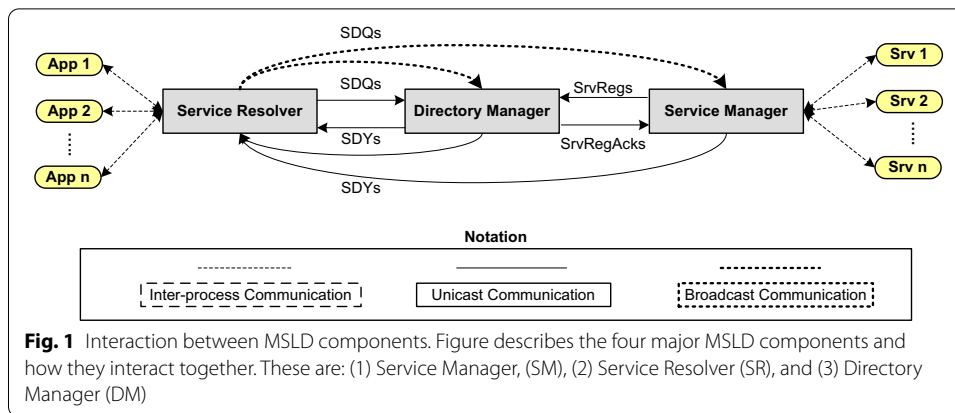 SDQs
App 1
App 2
App n
SDQs
Service Resolver
SDYs
Directory Manager
SrvRegs
SrvRegAcks
Service Manager
Srv 1
Srv 2
Srv n
SDYs
Notation
Inter-process Communication
Unicast Communication
Broadcast Communication
Fig. 1 Interaction between MSLD components. Figure describes the four major MSLD components and
how they interact together. These are: (1) Service Manager, (SM), (2) Service Resolver (SR), and (3) Directory
Manager (DM)